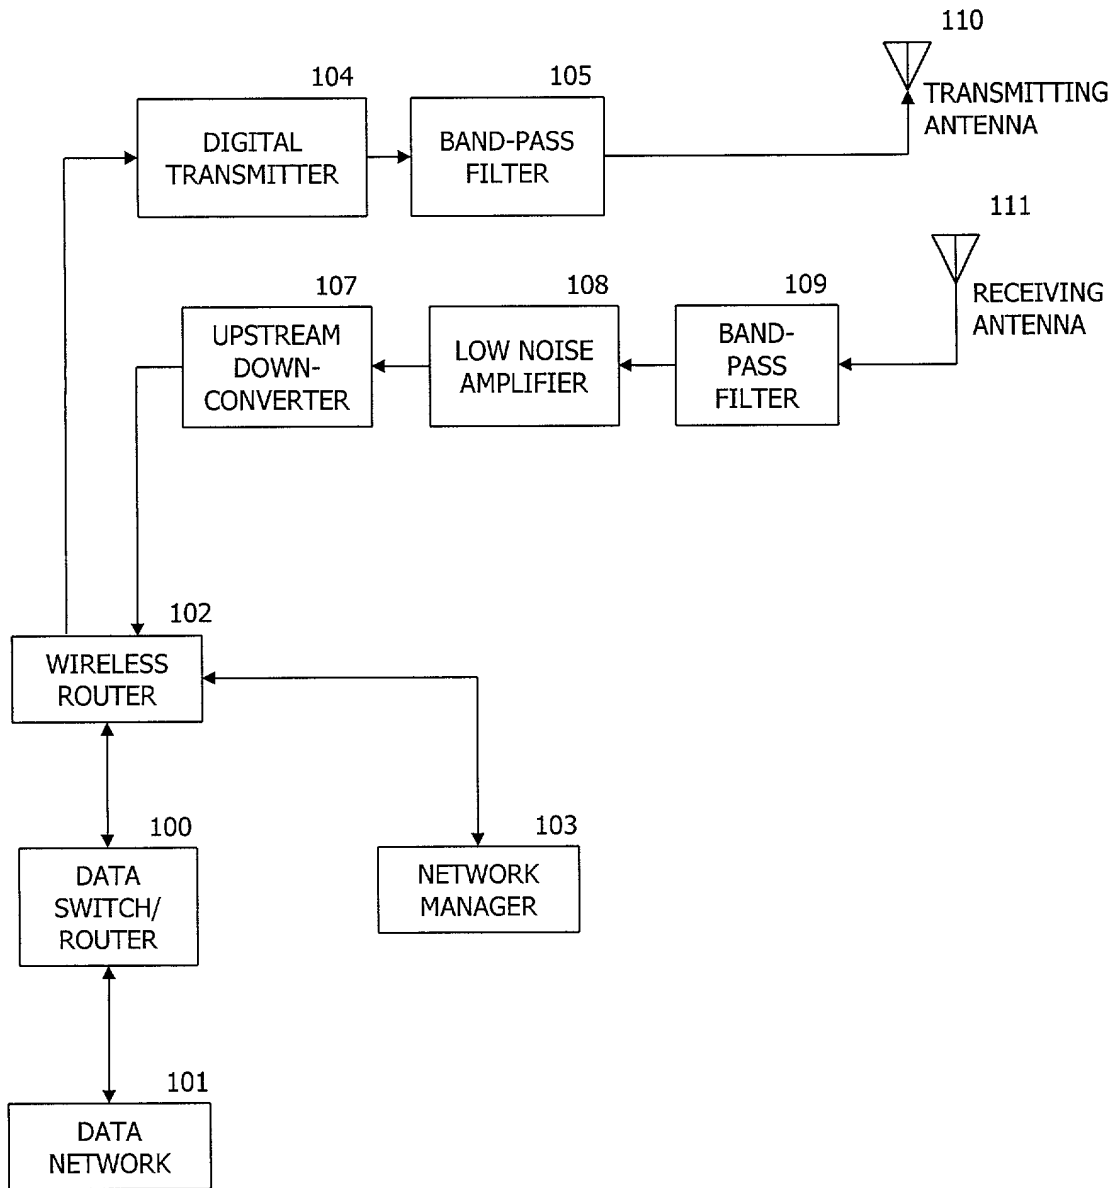 110
104
105
TRANSMITTING
ANTENNA
DIGITAL
TRANSMITTER
BAND-PASS
FILTER
111
RECEIVING
ANTENNA
107
108
109
UPSTREAM
DOWN-
CONVERTER
LOW NOISE
AMPLIFIER
BAND-
PASS
FILTER
102
WIRELESS
ROUTER
100
103
DATA
SWITCH/
ROUTER
NETWORK
MANAGER
101
DATA
NETWORK